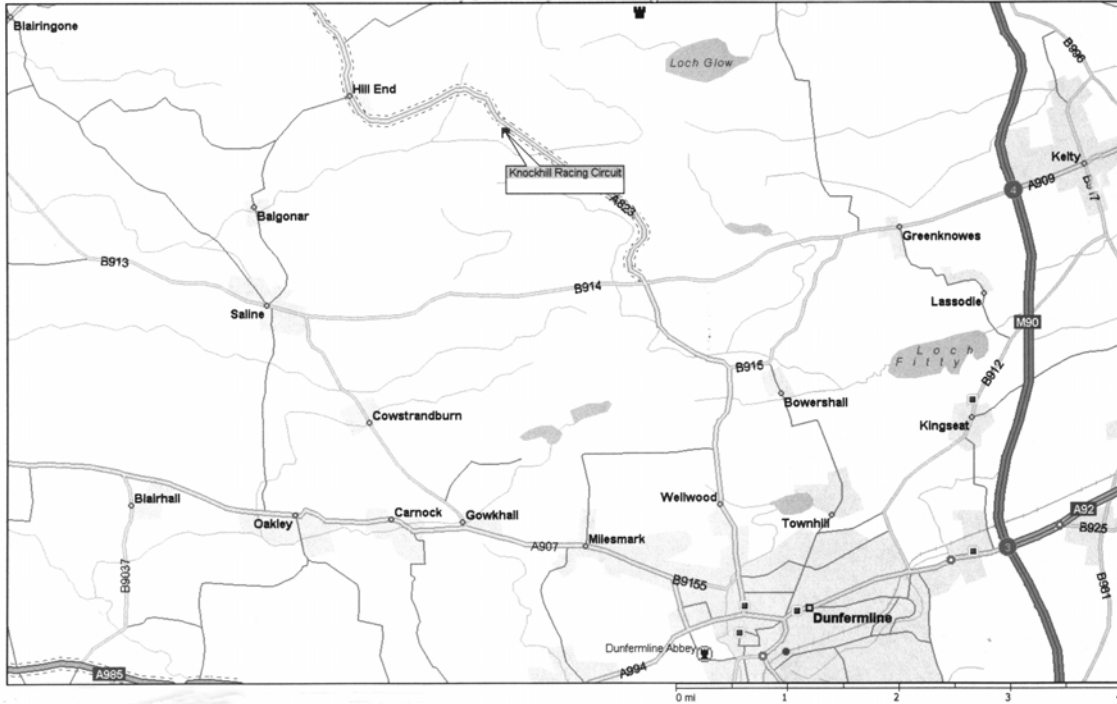 Blairingone
Loch Glow
B996
Hill End
Knockhill Racing Circuit
Kelty
4
A909
B917
A823
Balgonar
Greenknowes
B913
B914
Lassodie
Saline
M90
Loch
Fitty
B915
B912
Bowershall
Cowstrandburn
Kingseat
Blairhall
Wellwood
Oakley
Carnock
Gowkhall
Townhill
A92
B925
A907
Milesmark
3
B9037
B9155
B981
Dunfermline
Dunfermline Abbey
A985
A994
0 mi
1
2
3